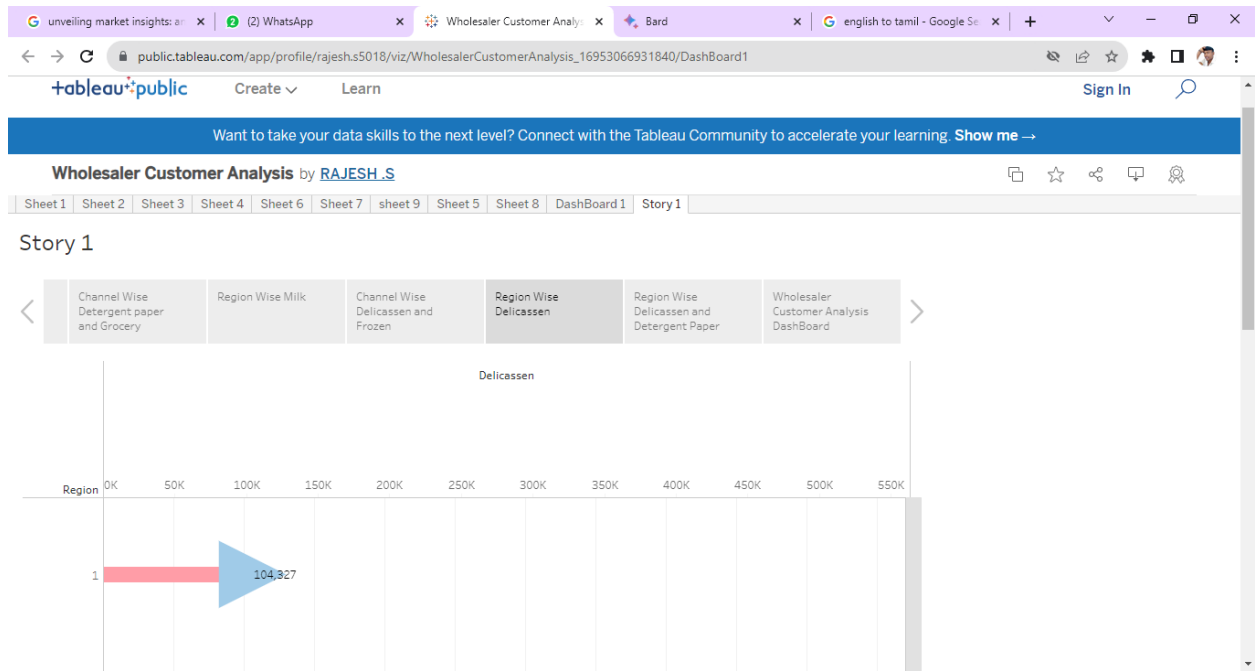 unveiling market insights: a
(2) WhatsApp
Wholesaler Customer Analy
Bard
english to tamil - Google Se
public.tableau.com/app/profile/rajesh.s5018/viz/WholesalerCustomerAnalysis_16953066931840/DashBoard1
+ableau public
Create
Learn
Sign In
Want to take your data skills to the next level? Connect with the Tableau Community to accelerate your learning. Show me →
Wholesaler Customer Analysis by RAJESH .S
Sheet 1 Sheet 2 Sheet 3 Sheet 4 Sheet 6 Sheet 7 sheet 9 Sheet 5 Sheet 8 DashBoard 1 Story 1
Story 1
Channel Wise
Detergent paper
and Grocery
Region Wise Milk
Channel Wise
Delicassen and
Frozen
Region Wise
Delicassen
Region Wise
Delicassen and
Detergent Paper
Wholesaler
Customer Analysis
DashBoard
Delicassen
Region 0K 50K 100K 150K 200K 250K 300K 350K 400K 450K 500K 550K
1 104,327